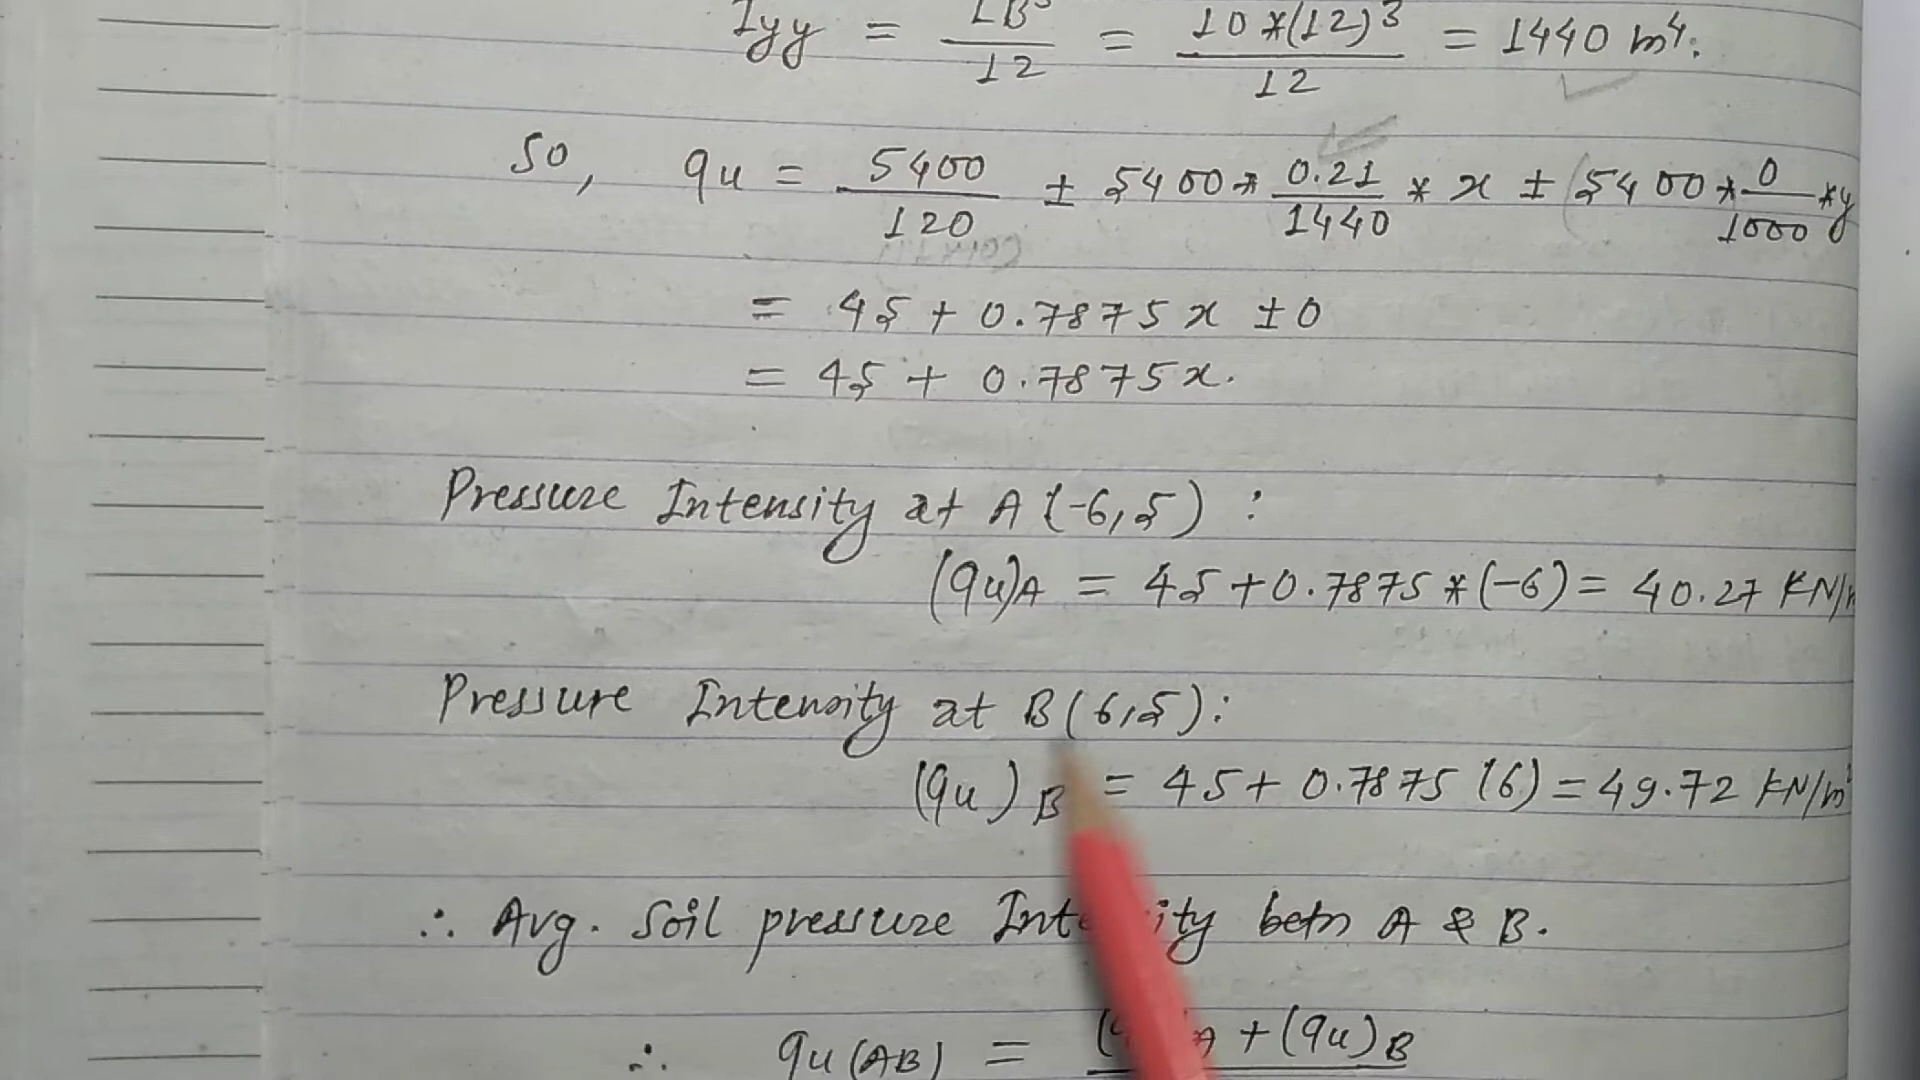 Iyy = LB³/12 = 10*(12)³/12 = 1440 m⁴.
So, qu = 5400/120 ± 5400*0.21/1440 * x ± (5400*0/1000*y
= 45 + 0.7875x ± 0
= 45 + 0.7875x.
Pressure Intensity at A(-6,5) :
(qu)A = 45+0.7875*(-6) = 40.27 KN/
Pressure Intensity at B(6,5):
(qu)B = 45+ 0.7875 (6) = 49.72 KN/m²
∴ Avg. Soil pressure betn A & B.
∴ qu(AB) = A + (qu)B